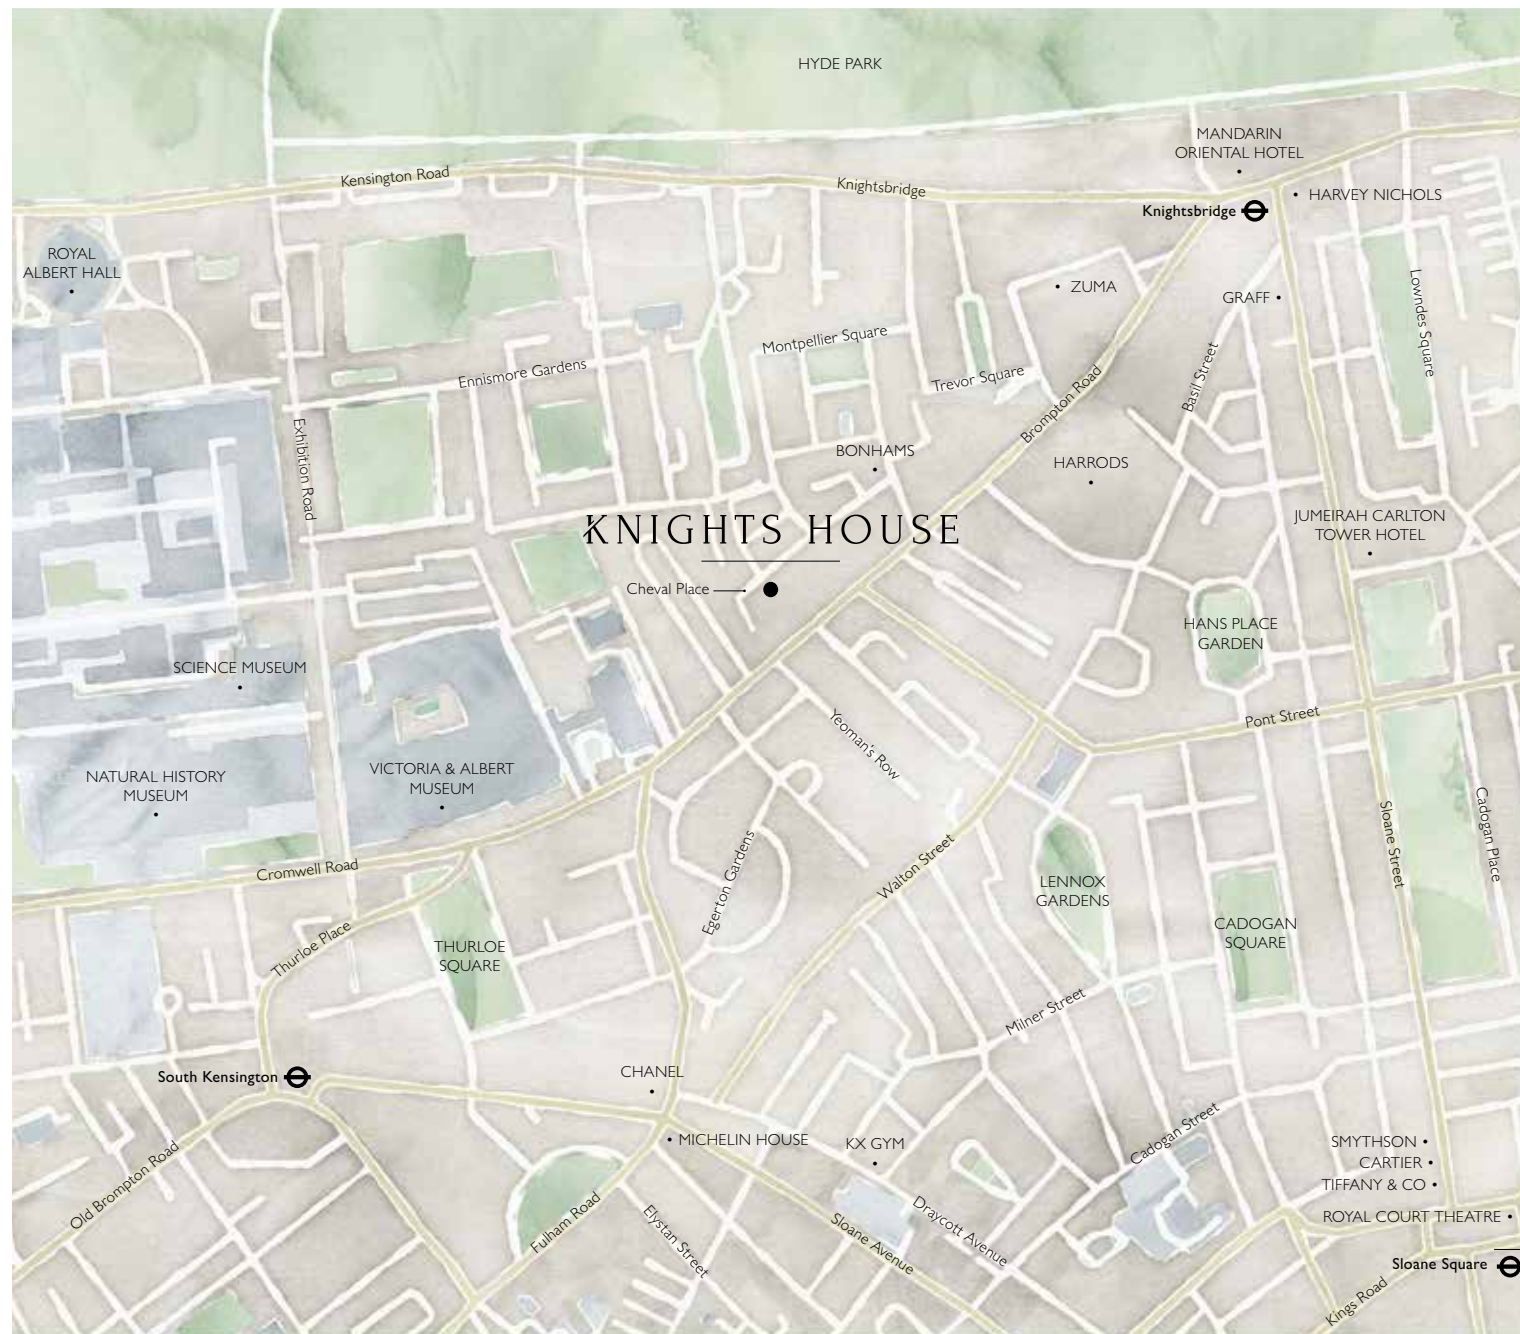 HYDE PARK
MANDARIN
ORIENTAL HOTEL
Kensington Road
Knightsbridge
HARVEY NICHOLS
Knightsbridge
ROYAL
ALBERT HALL
ZUMA
GRAFF
Lowndes Square
Montpellier Square
Ennismore Gardens
Trevor Square
Basil Street
Brompton Road
Exhibition Road
BONHAMS
HARRODS
KNIGHTS HOUSE
JUMEIRAH CARLTON
TOWER HOTEL
Cheval Place
HANS PLACE
GARDEN
SCIENCE MUSEUM
Pont Street
Yeoman's Row
NATURAL HISTORY
MUSEUM
VICTORIA & ALBERT
MUSEUM
Cadogan Place
Sloane Street
Cromwell Road
Egerton Gardens
Walton Street
LENNOX
GARDENS
CADOGAN
SQUARE
Thurloe Place
THURLOE
SQUARE
Milner Street
South Kensington
CHANEL
MICHELIN HOUSE
KX GYM
Cadogan Street
SMYTHSON
CARTIER
TIFFANY & CO
Old Brompton Road
Fulham Road
Elystan Street
Sloane Avenue
Draycott Avenue
ROYAL COURT THEATRE
Sloane Square
Kings Road